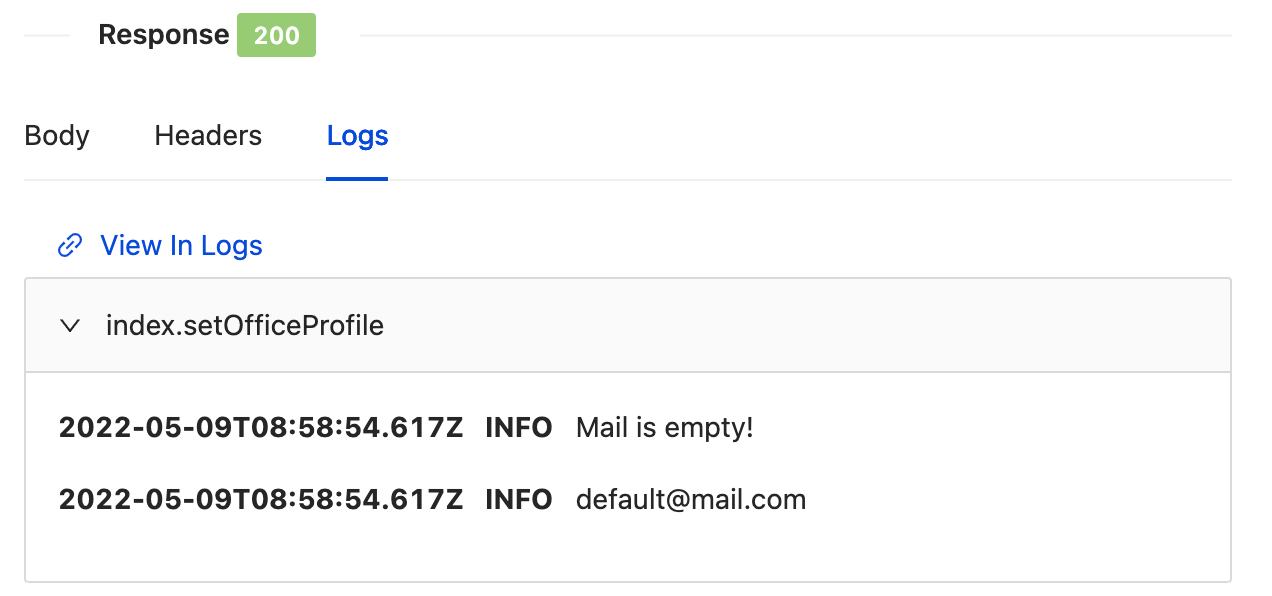 Response 200
Body Headers Logs
View In Logs
index.setOfficeProfile
2022-05-09T08:58:54.617Z INFO Mail is empty!
2022-05-09T08:58:54.617Z INFO default@mail.com